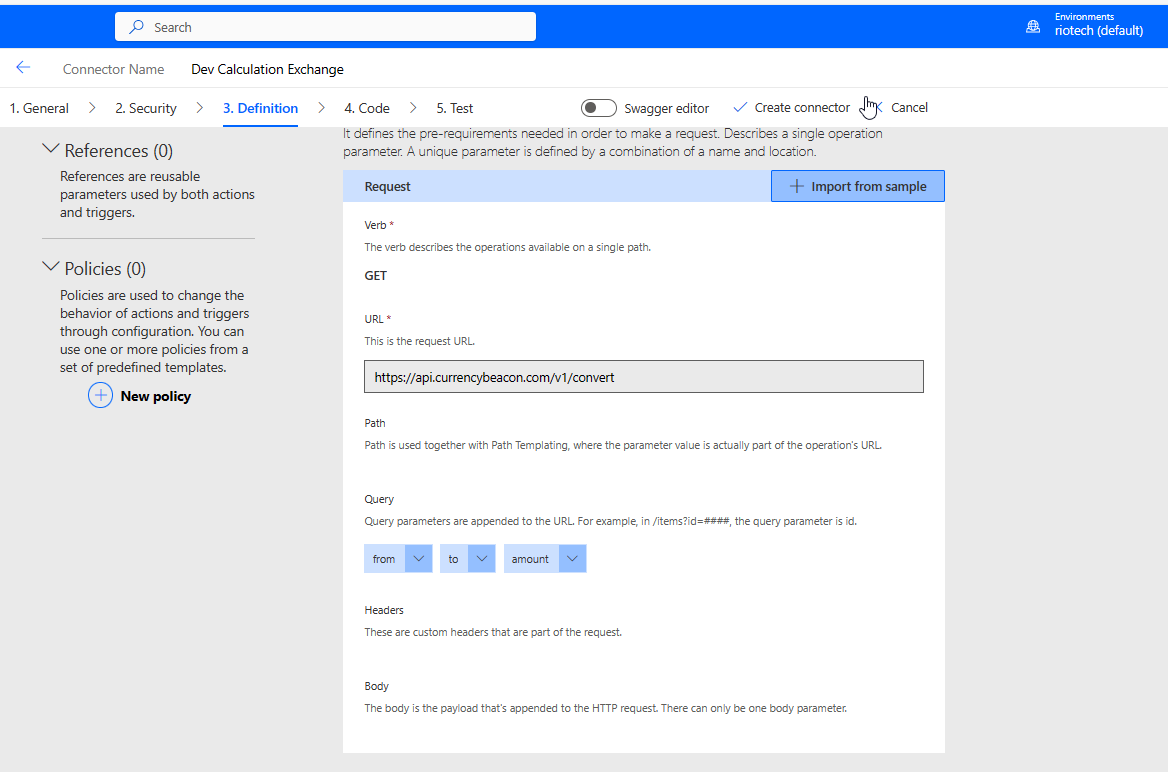 Search
Environments
riotech (default)
Connector Name
Dev Calculation Exchange
1. General
2. Security
3. Definition
4. Code
5. Test
Swagger editor
Create connector
Cancel
References (0)
References are reusable
parameters used by both actions
and triggers.
Policies (0)
Policies are used to change the
behavior of actions and triggers
through configuration. You can
use one or more policies from a
set of predefined templates.
New policy
It defines the pre-requirements needed in order to make a request. Describes a single operation
parameter. A unique parameter is defined by a combination of a name and location.
Request
Import from sample
Verb *
The verb describes the operations available on a single path.
GET
URL *
This is the request URL.
https://api.currencybeacon.com/v1/convert
Path
Path is used together with Path Templating, where the parameter value is actually part of the operation's URL.
Query
Query parameters are appended to the URL. For example, in /items?id=####, the query parameter is id.
from
to
amount
Headers
These are custom headers that are part of the request.
Body
The body is the payload that's appended to the HTTP request. There can only be one body parameter.